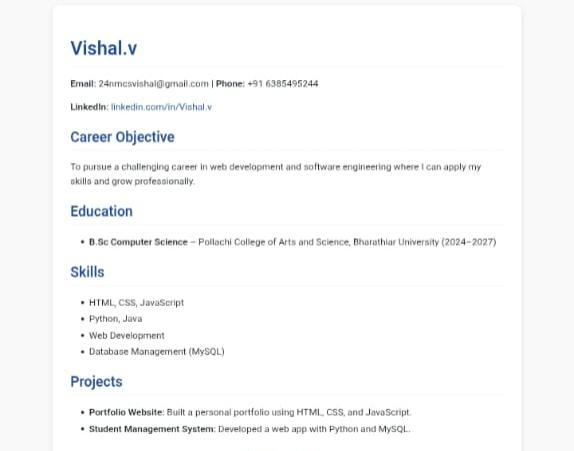 Vishal.v
Email: 24nmcsvishal@gmail.com | Phone: +91 6385495244
LinkedIn: linkedin.com/in/Vishal.v
Career Objective
To pursue a challenging career in web development and software engineering where I can apply my
skills and grow professionally.
Education
• B.Sc Computer Science – Pollachi College of Arts and Science, Bharathiar University (2024–2027)
Skills
• HTML, CSS, JavaScript
• Python, Java
• Web Development
• Database Management (MySQL)
Projects
• Portfolio Website: Built a personal portfolio using HTML, CSS, and JavaScript.
• Student Management System: Developed a web app with Python and MySQL.